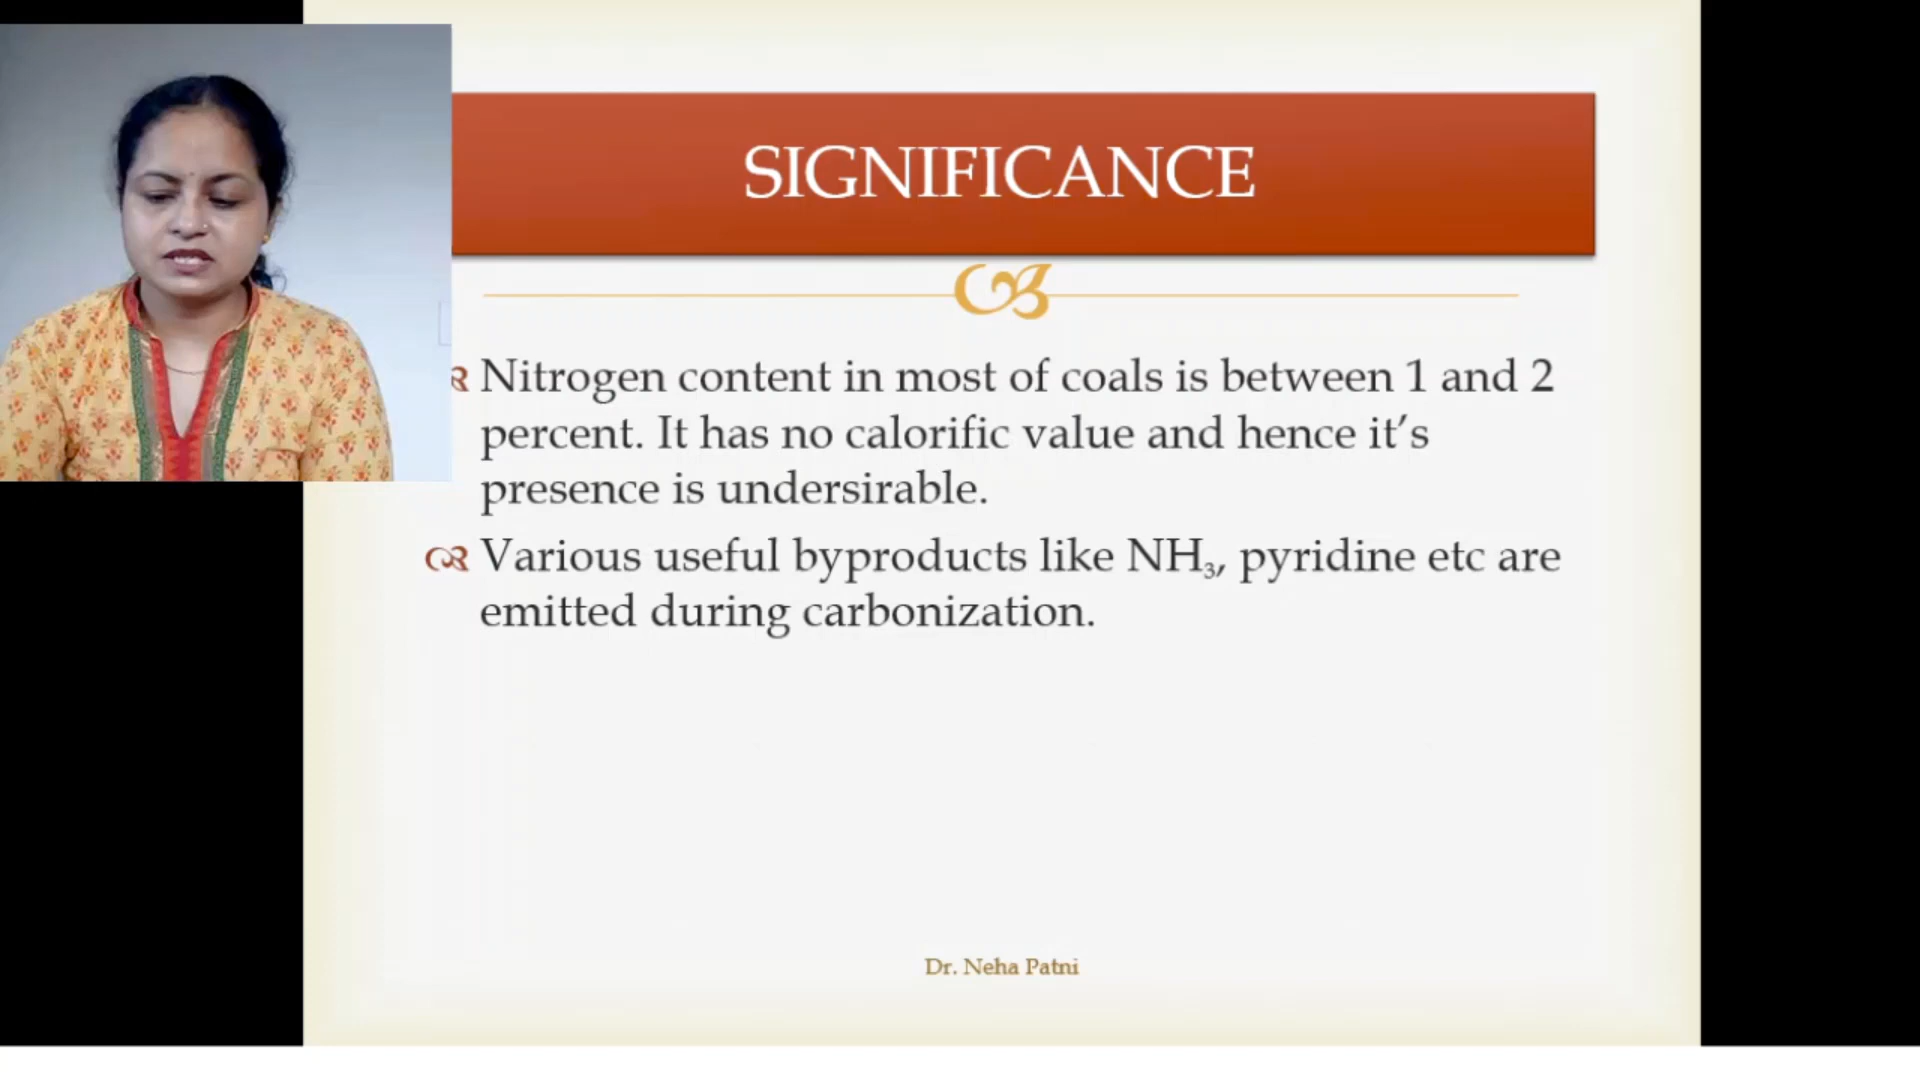 SIGNIFICANCE
Nitrogen content in most of coals is between 1 and 2
percent. It has no calorific value and hence it’s
presence is undersirable.
Various useful byproducts like NH₃, pyridine etc are
emitted during carbonization.
Dr. Neha Patni